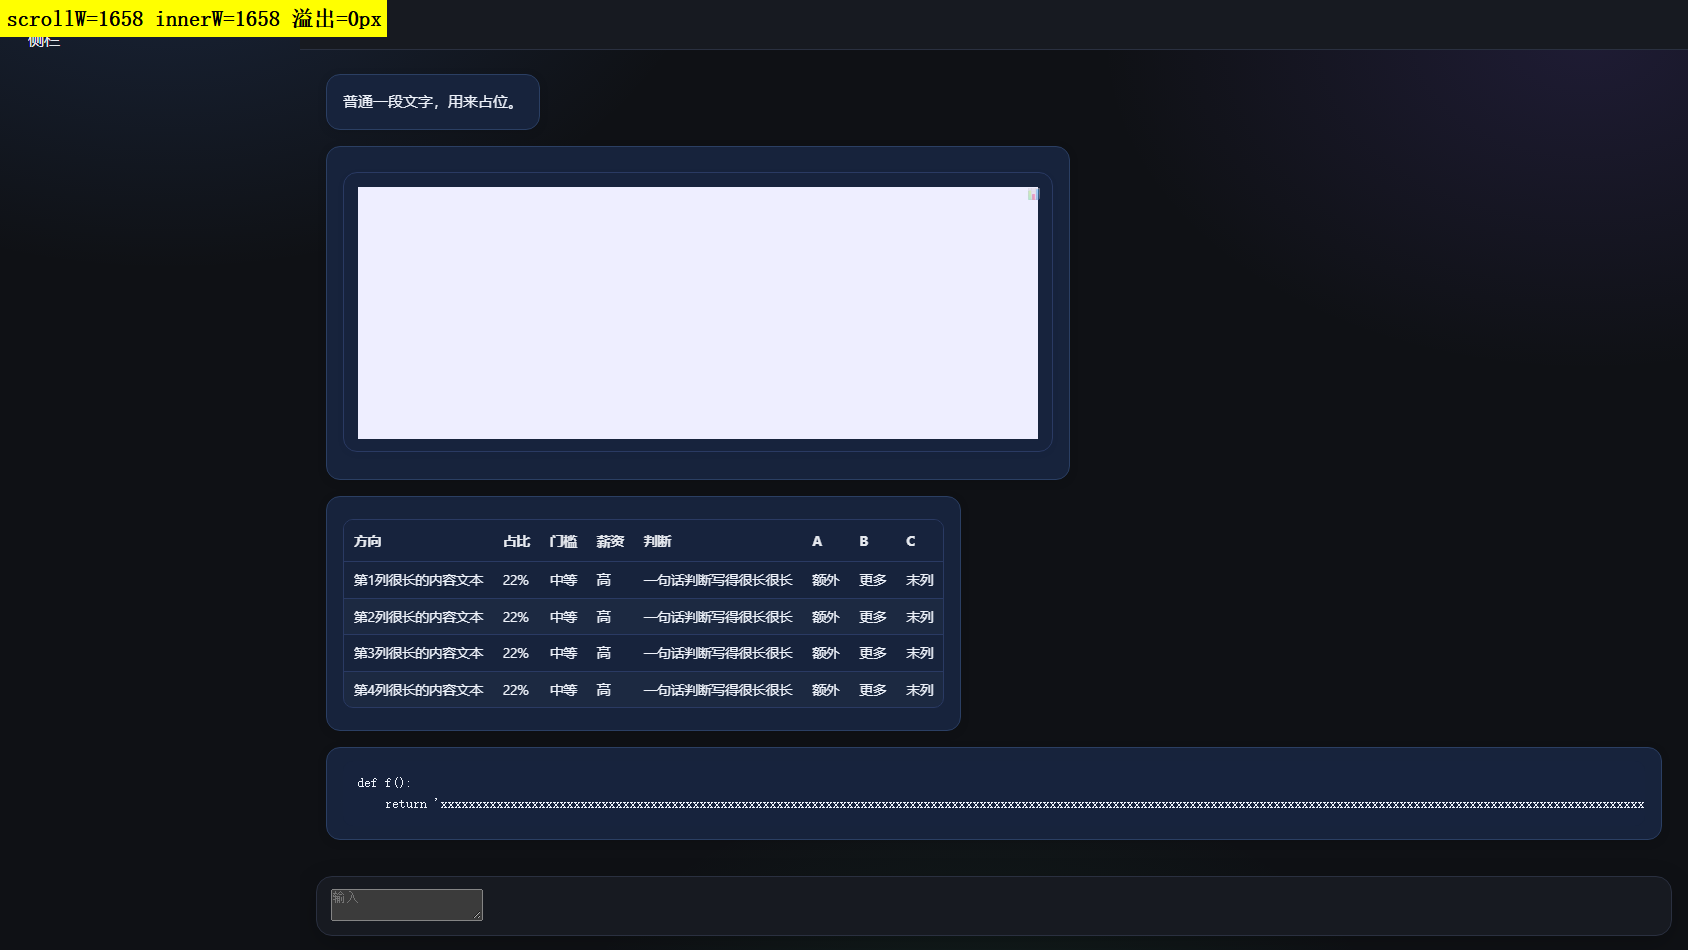 scrollW=1658 innerW=1658 溢出=0px
侧栏
普通一段文字，用来占位。
方向 占比 门槛 薪资 判断 A B C
第1列很长的内容文本 22% 中等 高 一句话判断写得很长很长 额外 更多 末列
第2列很长的内容文本 22% 中等 高 一句话判断写得很长很长 额外 更多 末列
第3列很长的内容文本 22% 中等 高 一句话判断写得很长很长 额外 更多 末列
第4列很长的内容文本 22% 中等 高 一句话判断写得很长很长 额外 更多 末列
def f():
return 'xxxxxxxxxxxxxxxxxxxxxxxxxxxxxxxxxxxxxxxxxxxxxxxxxxxxxxxxxxxxxxxxxxxxxxxxxxxxxxxxxxxxxxxxxxxxxxxxxxxxxxxxxxxxxxxxxxxxxxxxxxxxxxxxxxxxxxxxxxxxxxxxxxxxxxxxxxxxxxxxxxxxxxxx
输入